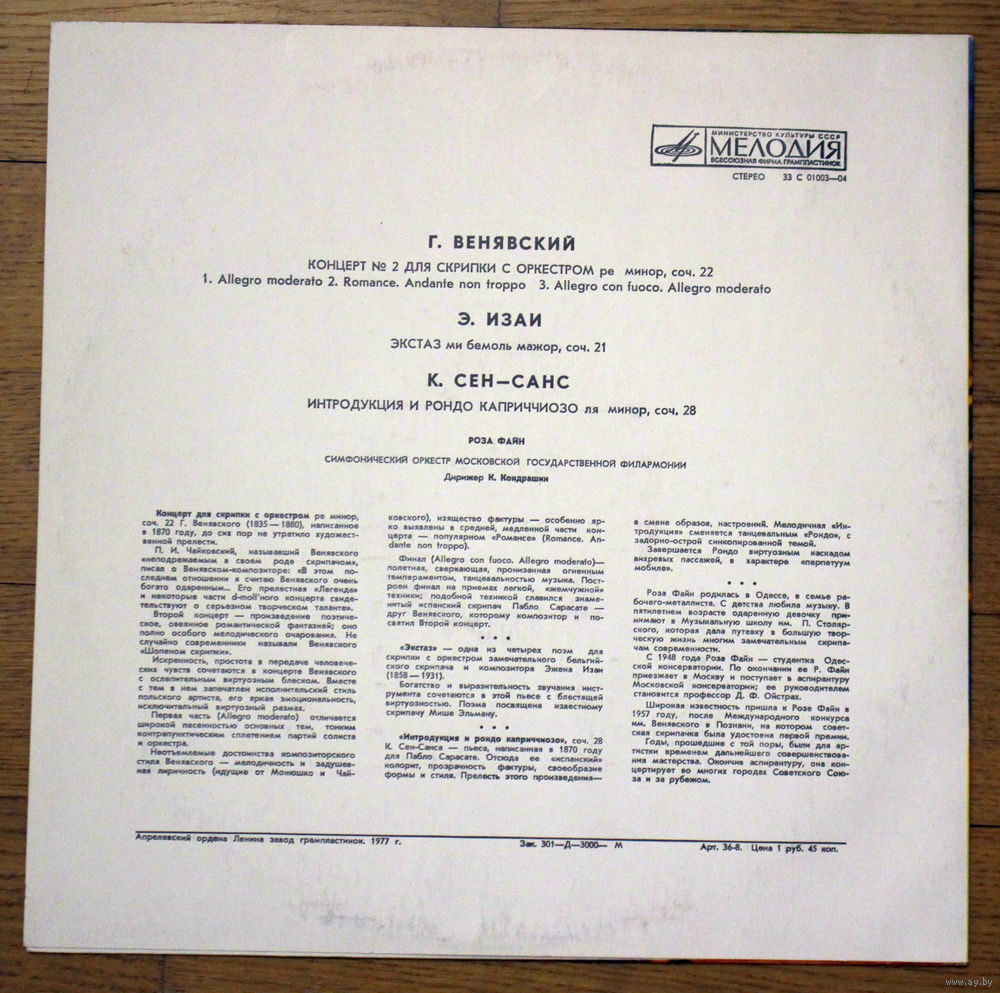 МИНИСТЕРСТВО КУЛЬТУРЫ СССР
МЕЛОДИЯ
ВСЕСОЮЗНАЯ ФИРМА ГРАМПЛАСТИНОК
СТЕРЕО 33 С 01003—04
Г. ВЕНЯВСКИЙ
КОНЦЕРТ № 2 ДЛЯ СКРИПКИ С ОРКЕСТРОМ ре минор, соч. 22
1. Allegro moderato 2. Romance. Andante non troppo 3. Allegro con fuoco. Allegro moderato
Э. ИЗАИ
ЭКСТАЗ ми бемоль мажор, соч. 21
К. СЕН—САНС
ИНТРОДУКЦИЯ И РОНДО КАПРИЧЧИОЗО ля минор, соч. 28
РОЗА ФАЙН
СИМФОНИЧЕСКИЙ ОРКЕСТР МОСКОВСКОЙ ГОСУДАРСТВЕННОЙ ФИЛАРМОНИИ
Дирижер К. Кондрашин
Концерт для скрипки с оркестром ре минор,
соч. 22 Г. Венявского (1835—1880), написанное
в 1870 году, до сих пор не утратило художест-
венной прелести.
П. И. Чайковский, называвший Венявского
«неподражаемым в своем роде скрипачом»,
писал о Венявском-композиторе: «В этом по-
следнем отношении я считаю Венявского очень
богато одаренным... Его прелестная «Легенда»
и некоторые части d-moll'ного концерта свиде-
тельствуют о серьезном творческом таланте».
Второй концерт — произведение поэтиче-
ское, овеянное романтической фантазией; оно
полно особого мелодического очарования. Не
случайно современники называли Венявского
«Шопеном скрипки».
Искренность, простота в передаче человече-
ских чувств сочетаются в концерте Венявского
с ослепительным виртуозным блеском. Вместе
с тем в нем запечатлен исполнительский стиль
польского артиста, его яркая эмоциональность,
исключительный виртуозный размах.
Первая часть (Allegro moderato) отличается
широкой песенностью основных тем, тонким
контрапунктическим сплетением партий солиста
и оркестра.
Неотъемлемые достоинства композиторского
стиля Венявского — мелодичность и задушев-
ная лиричность (идущие от Монюшко и Чай-
ковского), изящество фактуры — особенно яр-
ко выявлены в средней, медленной части кон-
церта — популярном «Романсе» (Romance. An-
dante non troppo).
Финал (Allegro con fuoco. Allegro moderato)—
полетная, сверкающая, пронизанная огненным
темпераментом, танцевальностью музыка. Пост-
роен финал на приемах легкой, «жемчужной»
техники; подобной техникой славился знаме-
нитый испанский скрипач Пабло Сарасате —
друг Венявского, которому композитор и по-
святил Второй концерт.
* * *
«Экстаз» — одна из четырех поэм для
скрипки с оркестром замечательного бельгий-
ского скрипача и композитора Эжена Изаи
(1858—1931).
Богатство и выразительность звучания инст-
румента сочетаются в этой пьесе с блестящей
виртуозностью. Поэма посвящена известному
скрипачу Мише Эльману.
* * *
«Интродукция и рондо каприччиозо», соч. 28
К. Сен-Санса — пьеса, написанная в 1870 году
для Пабло Сарасате. Отсюда ее «испанский»
колорит, прозрачность фактуры, своеобразие
формы и стиля. Прелесть этого произведения—
в смене образов, настроений. Мелодичная «Ин-
тродукция» сменяется танцевальным «Рондо», с
задорно-острой синкопированной темой.
Завершается Рондо виртуозным каскадом
вихревых пассажей, в характере «перпетуум
мобиле».
* * *
Роза Файн родилась в Одессе, в семье ра-
бочего-металлиста. С детства любила музыку. В
пятилетнем возрасте одаренную девочку при-
нимают в Музыкальную школу им. П. Столяр-
ского, которая дала путевку в большую твор-
ческую жизнь многим замечательным скрипа-
чам современности.
С 1948 года Роза Файн — студентка Одес-
ской консерватории. По окончании ее Р. Файн
приезжает в Москву и поступает в аспирантуру
Московской консерватории; ее руководителем
становится профессор Д. Ф. Ойстрах.
Широкая известность пришла к Розе Файн в
1957 году, после Международного конкурса
им. Венявского в Познани, на котором совет-
ская скрипачка была удостоена первой премии.
Годы, прошедшие с той поры, были для ар-
тистки временем дальнейшего совершенствова-
ния мастерства. Окончив аспирантуру, она кон-
цертирует во многих городах Советского Сою-
за и за рубежом.
Апрелевский ордена Ленина завод грампластинок. 1977 г. Зак. 301—Д—3000— М Арт. 36-8. Цена 1 руб. 45 коп.
www.ay.by